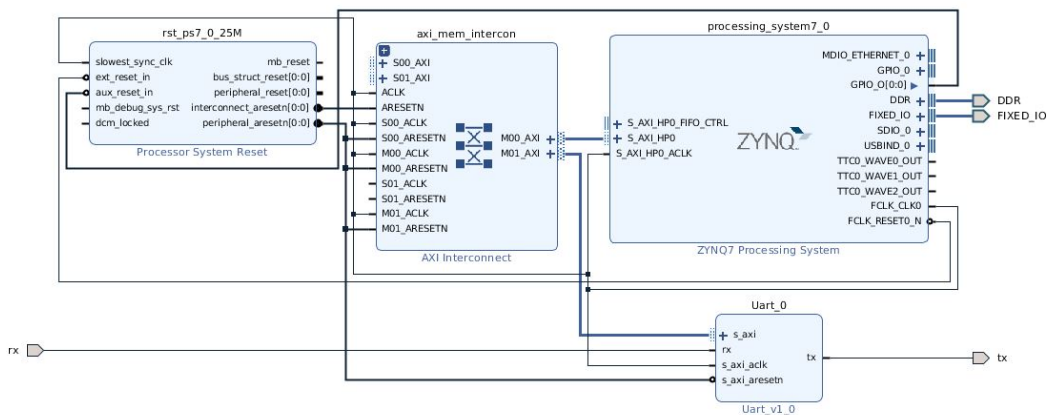 rst_ps7_0_25M
slowest_sync_clk
ext_reset_in
aux_reset_in
mb_debug_sys_rst
dcm_locked
mb_reset
bus_struct_reset[0:0]
peripheral_reset[0:0]
interconnect_aresetn[0:0]
peripheral_aresetn[0:0]
Processor System Reset
axi_mem_intercon
S00_AXI
S01_AXI
ACLK
ARESETN
S00_ACLK
S00_ARESETN
M00_ACLK
M00_ARESETN
S01_ACLK
S01_ARESETN
M01_ACLK
M01_ARESETN
M00_AXI
M01_AXI
AXI Interconnect
processing_system7_0
S_AXI_HP0_FIFO_CTRL
S_AXI_HP0
S_AXI_HP0_ACLK
ZYNQ
MDIO_ETHERNET_0
GPIO_0
GPIO_O[0:0]
DDR
FIXED_IO
SDIO_0
USBIND_0
TTC0_WAVE0_OUT
TTC0_WAVE1_OUT
TTC0_WAVE2_OUT
FCLK_CLK0
FCLK_RESET0_N
ZYNQ7 Processing System
DDR
FIXED_IO
Uart_0
s_axi
rx
s_axi_aclk
s_axi_aresetn
tx
Uart_v1_0
rx
tx